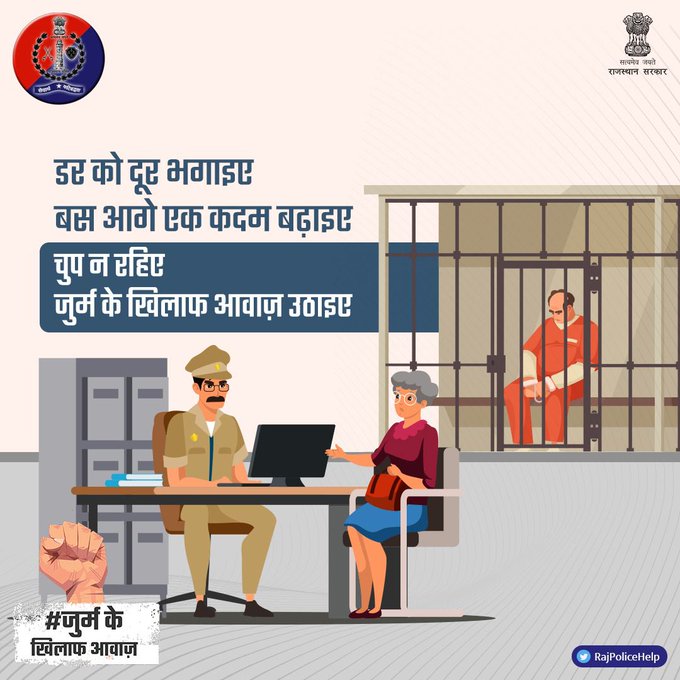 सत्यमेव जयते
राजस्थान सरकार
डर को दूर भगाइए
बस आगे एक कदम बढ़ाइए
चुप न रहिए
जुर्म के खिलाफ आवाज़ उठाइए
#जुर्म के
खिलाफ आवाज़
RajPoliceHelp